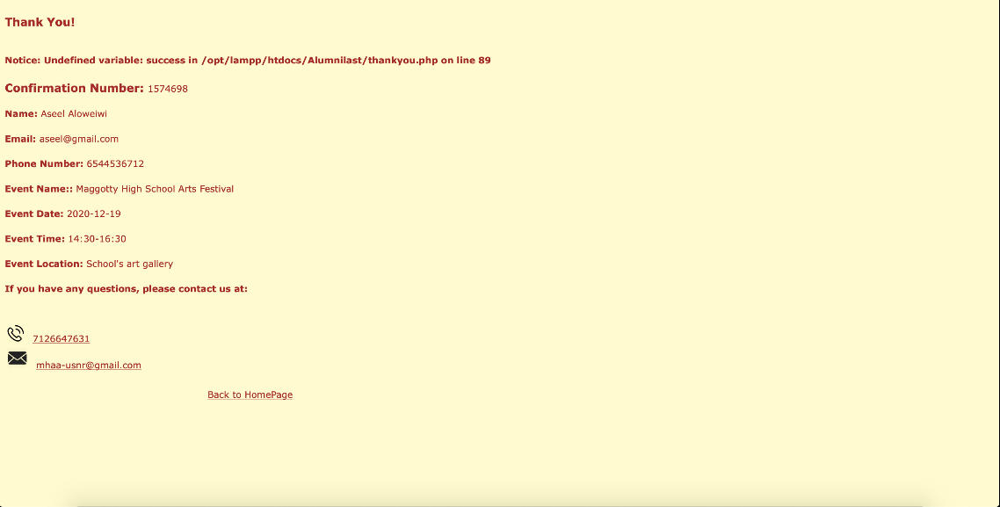 Thank You!
Notice: Undefined variable: success in /opt/lampp/htdocs/Alumnilast/thankyou.php on line 89
Confirmation Number: 1574698
Name: Aseel Aloweiwi
Email: aseel@gmail.com
Phone Number: 6544536712
Event Name:: Maggotty High School Arts Festival
Event Date: 2020-12-19
Event Time: 14:30-16:30
Event Location: School's art gallery
If you have any questions, please contact us at:
7126647631
mhaa-usnr@gmail.com
Back to HomePage